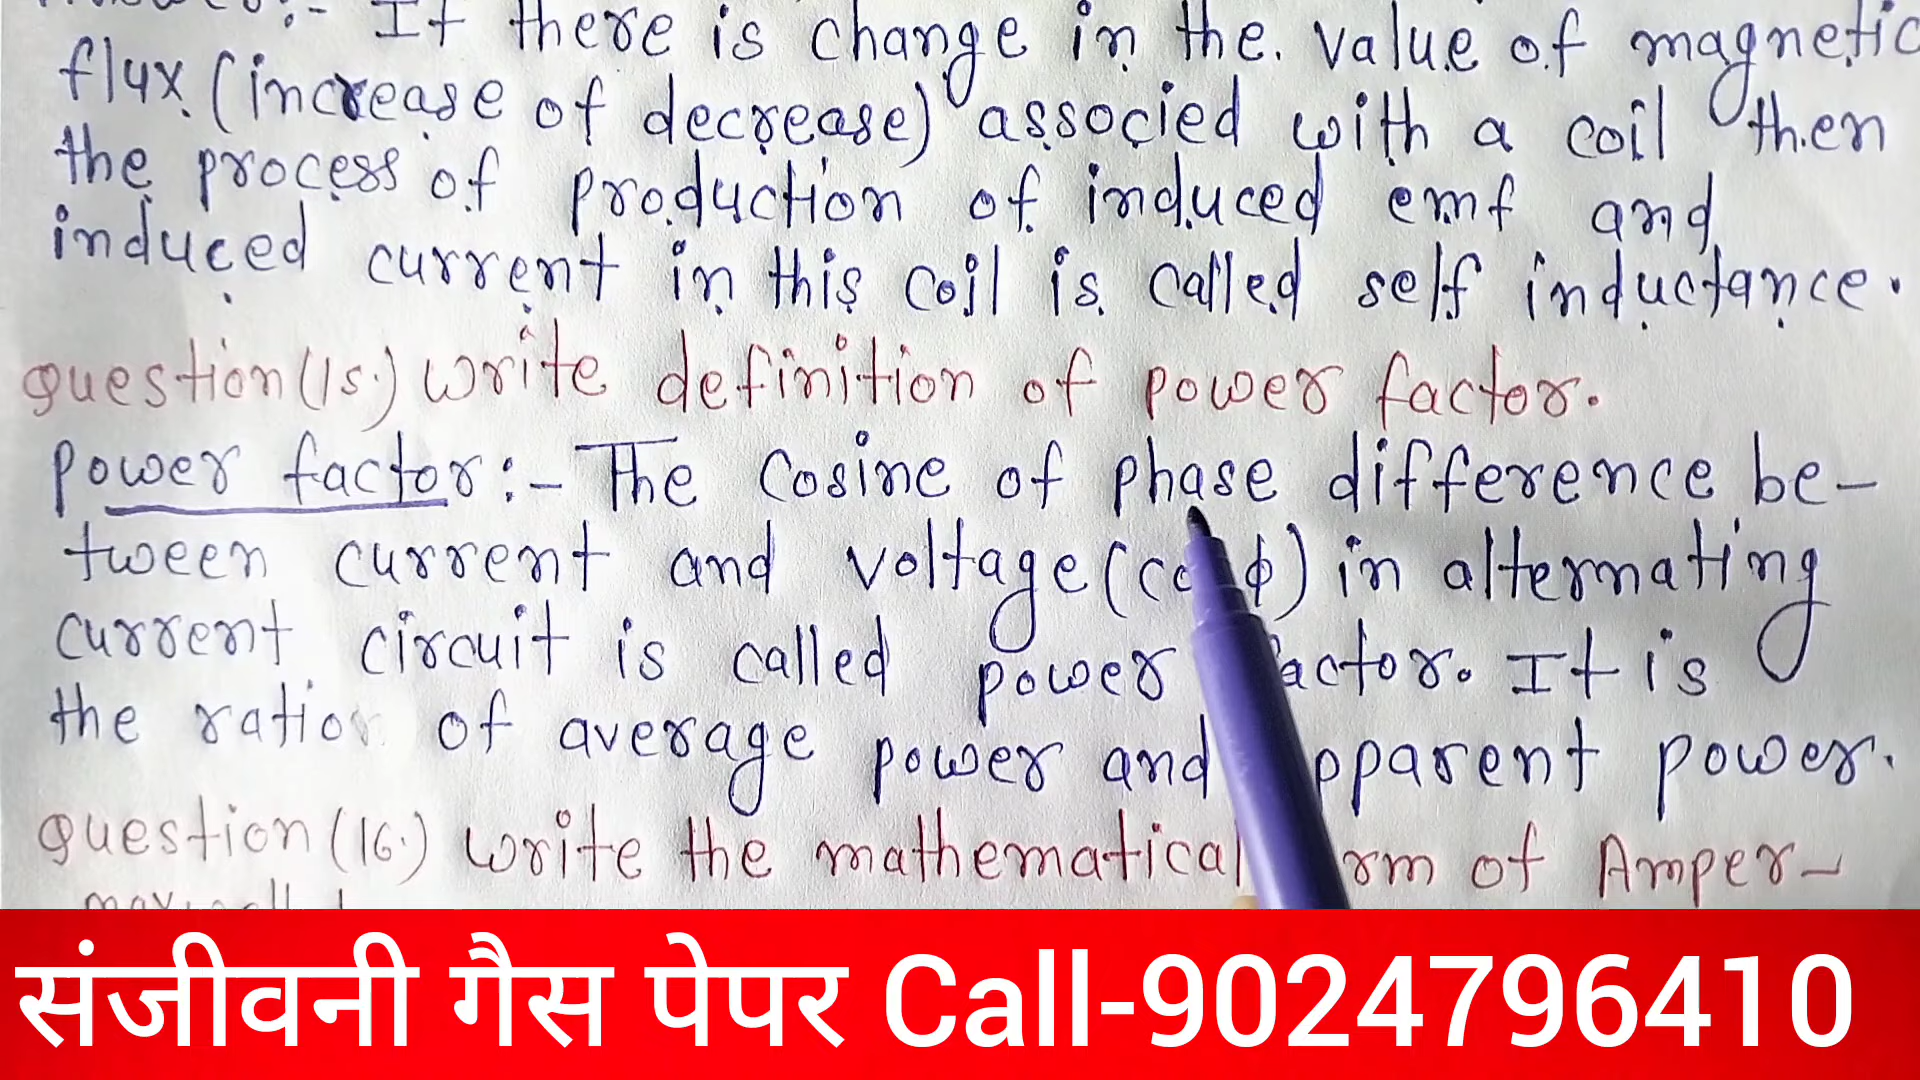 If there is change in the. value of magnetic
flux (increase of decrease) associed with a coil then
the process of production of induced emf and
induced current in this coil is called self inductance.
question (15.) write definition of power factor.
power factor:- The Cosine of phase difference be-
tween current and voltage (co φ) in alternating
current circuit is called power actor. It is
the ratio of average power and pparent power.
question (16.) write the mathematical rm of Amper-
संजीवनी गैस पेपर Call-9024796410